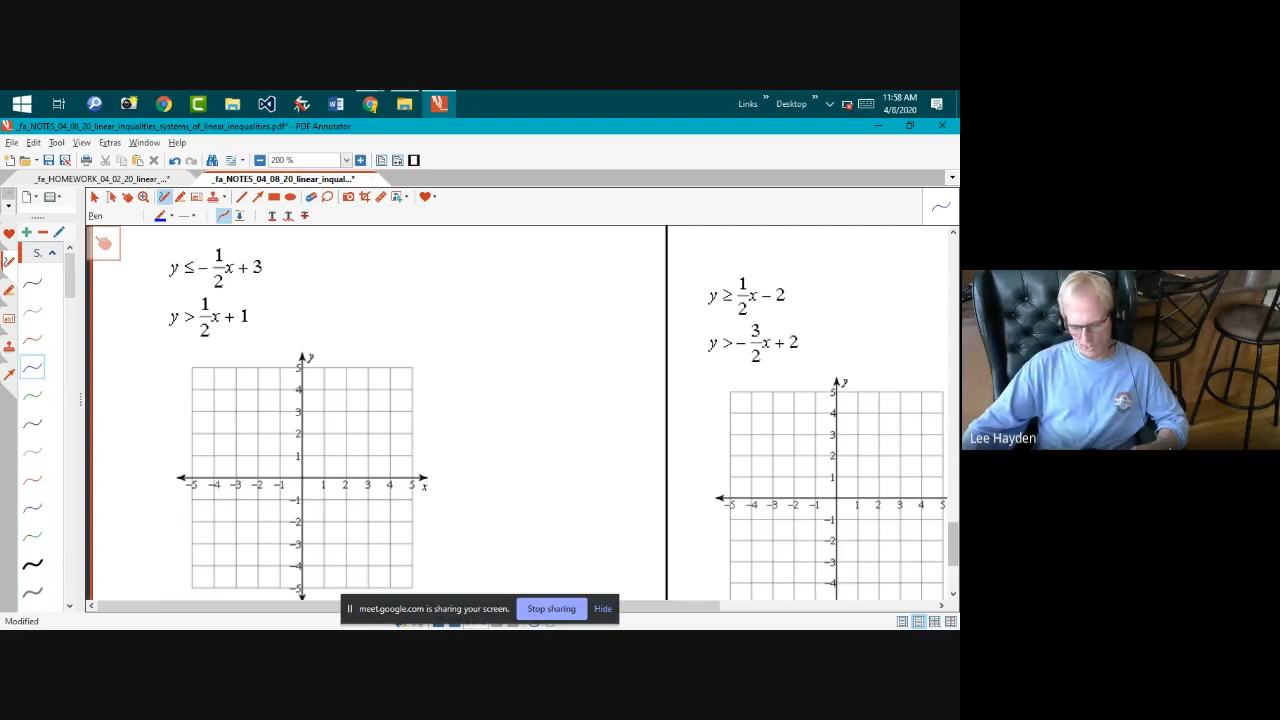 Links
Desktop
11:58 AM
4/8/2020
_fa_NOTES_04_08_20_linear_inqualities_systems_of_linear_inequalities.pdf* - PDF Annotator
File Edit Tool View Extras Window Help
200 %
_fa_HOMEWORK_04_02_20_linear_...*
_fa_NOTES_04_08_20_linear_inqual...*
Pen
S.
y ≤ -1/2x + 3
y > 1/2x + 1
y
5
4
3
2
1
-5 -4 -3 -2 -1 1 2 3 4 5 x
-1
-2
-3
-4
-5
y ≥ 1/2x - 2
y > -3/2x + 2
y
5
4
3
2
1
-5 -4 -3 -2 -1 1 2 3 4 5
-1
-2
-3
-4
meet.google.com is sharing your screen. Stop sharing Hide
Modified
Lee Hayden